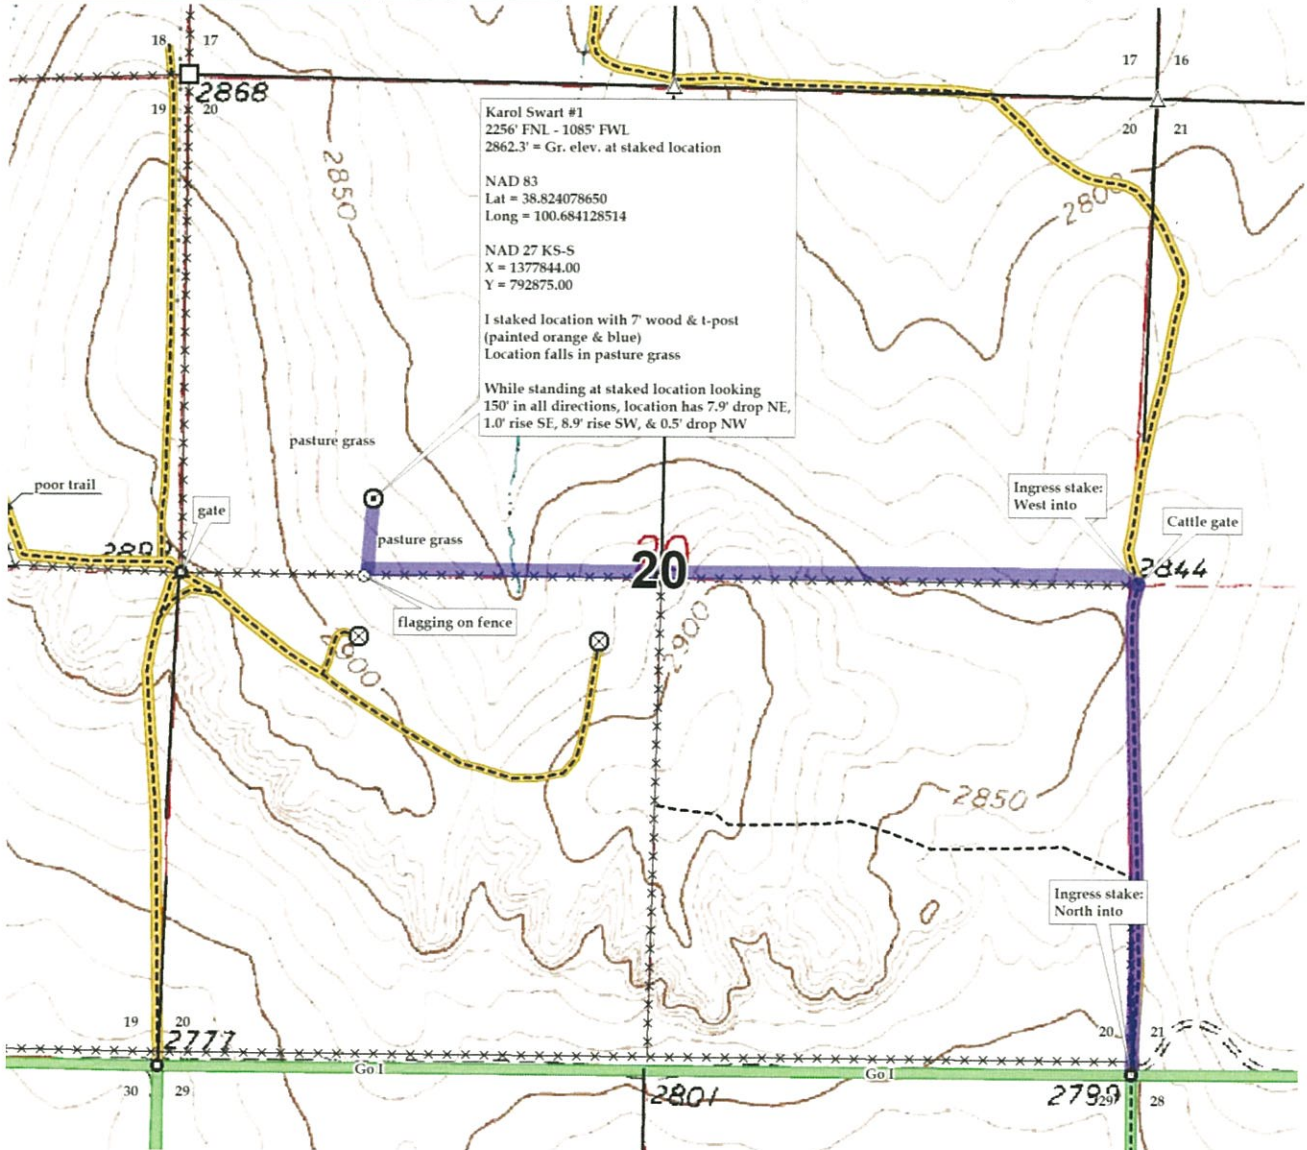 18
17
17
16
2868
19
20
20
21
Karol Swart #1
2256' FNL - 1085' FWL
2862.3' = Gr. elev. at staked location
NAD 83
Lat = 38.824078650
Long = 100.684128514
NAD 27 KS-S
X = 1377844.00
Y = 792875.00
I staked location with 7' wood & t-post
(painted orange & blue)
Location falls in pasture grass
While standing at staked location looking
150' in all directions, location has 7.9' drop NE,
1.0' rise SE, 8.9' rise SW, & 0.5' drop NW
2850
2800
pasture grass
poor trail
gate
Ingress stake:
West into
Cattle gate
pasture grass
20
2844
flagging on fence
2900
2850
Ingress stake:
North into
19
20
2777
20
21
Go I
Go I
30
29
2801
2799
29
28